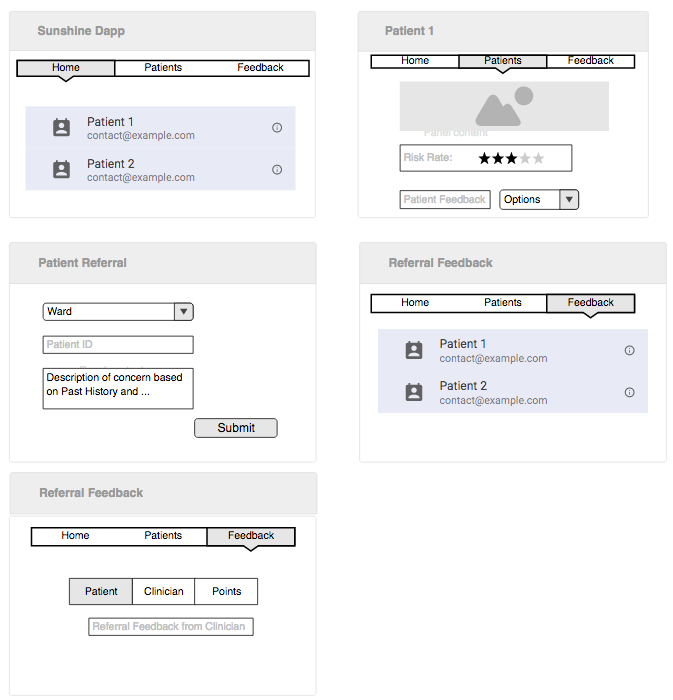 Sunshine Dapp
Home Patients Feedback
Patient 1
contact@example.com
Patient 2
contact@example.com
Patient 1
Home Patients Feedback
Panel content
Risk Rate:
Patient Feedback Options
Patient Referral
Ward
Patient ID
Description of concern based
on Past History and ...
Submit
Referral Feedback
Home Patients Feedback
Patient 1
contact@example.com
Patient 2
contact@example.com
Referral Feedback
Home Patients Feedback
Patient Clinician Points
Referral Feedback from Clinician